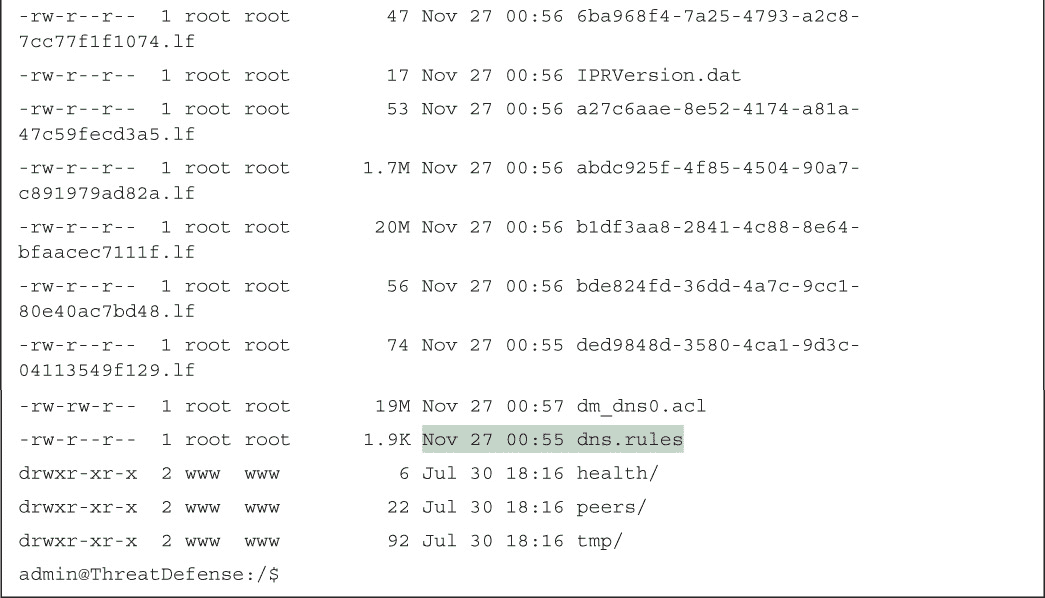 -rw-r--r-- 1 root root 47 Nov 27 00:56 6ba968f4-7a25-4793-a2c8-
7cc77f1f1074.lf
-rw-r--r-- 1 root root 17 Nov 27 00:56 IPRVersion.dat
-rw-r--r-- 1 root root 53 Nov 27 00:56 a27c6aae-8e52-4174-a81a-
47c59fecd3a5.lf
-rw-r--r-- 1 root root 1.7M Nov 27 00:56 abdc925f-4f85-4504-90a7-
c891979ad82a.lf
-rw-r--r-- 1 root root 20M Nov 27 00:56 b1df3aa8-2841-4c88-8e64-
bfaacec7111f.lf
-rw-r--r-- 1 root root 56 Nov 27 00:56 bde824fd-36dd-4a7c-9cc1-
80e40ac7bd48.lf
-rw-r--r-- 1 root root 74 Nov 27 00:55 ded9848d-3580-4ca1-9d3c-
04113549f129.lf
-rw-rw-r-- 1 root root 19M Nov 27 00:57 dm_dns0.acl
-rw-r--r-- 1 root root 1.9K Nov 27 00:55 dns.rules
drwxr-xr-x 2 www www 6 Jul 30 18:16 health/
drwxr-xr-x 2 www www 22 Jul 30 18:16 peers/
drwxr-xr-x 2 www www 92 Jul 30 18:16 tmp/
admin@ThreatDefense:/$